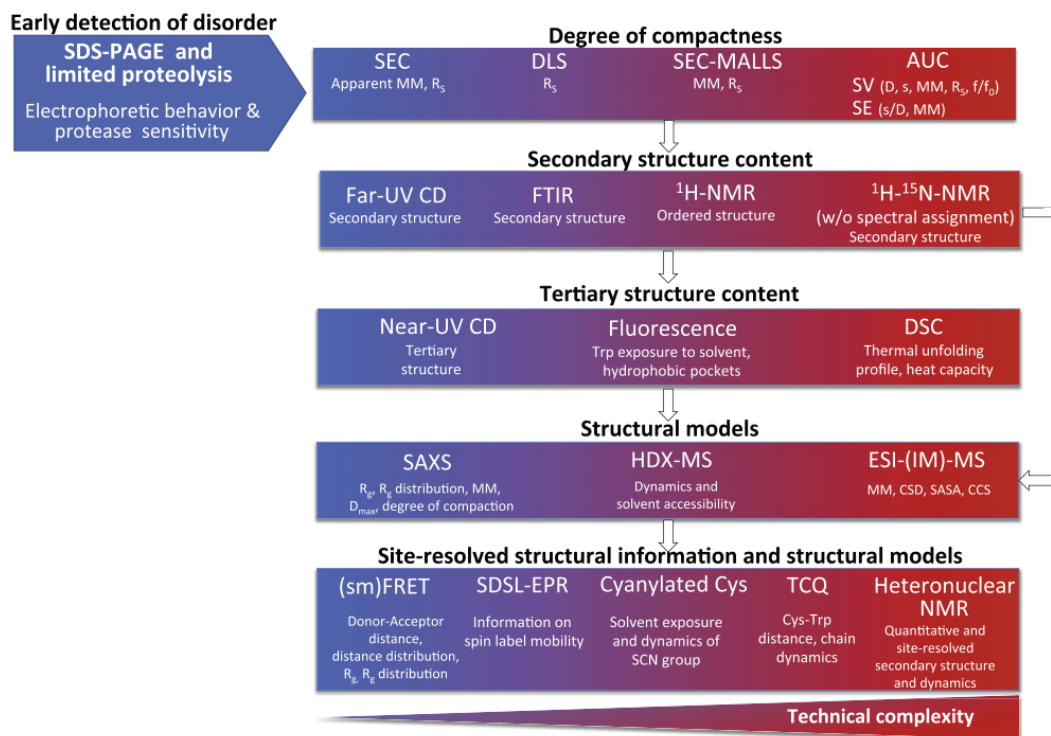 Early detection of disorder
SDS-PAGE and
limited proteolysis
Electrophoretic behavior &
protease sensitivity
Degree of compactness
SEC
Apparent MM, Rs
DLS
Rs
SEC-MALLS
MM, Rs
AUC
SV (D, s, MM, Rs, f/f0)
SE (s/D, MM)
Secondary structure content
Far-UV CD
Secondary structure
FTIR
Secondary structure
¹H-NMR
Ordered structure
¹H-¹⁵N-NMR
(w/o spectral assignment)
Secondary structure
Tertiary structure content
Near-UV CD
Tertiary
structure
Fluorescence
Trp exposure to solvent,
hydrophobic pockets
DSC
Thermal unfolding
profile, heat capacity
Structural models
SAXS
Rg, Rg distribution, MM,
Dmax, degree of compaction
HDX-MS
Dynamics and
solvent accessibility
ESI-(IM)-MS
MM, CSD, SASA, CCS
Site-resolved structural information and structural models
(sm)FRET
Donor-Acceptor
distance,
distance distribution,
Rg, Rg distribution
SDSL-EPR
Information on
spin label mobility
Cyanylated Cys
Solvent exposure
and dynamics of
SCN group
TCQ
Cys-Trp
distance, chain
dynamics
Heteronuclear
NMR
Quantitative and
site-resolved
secondary structure
and dynamics
Technical complexity